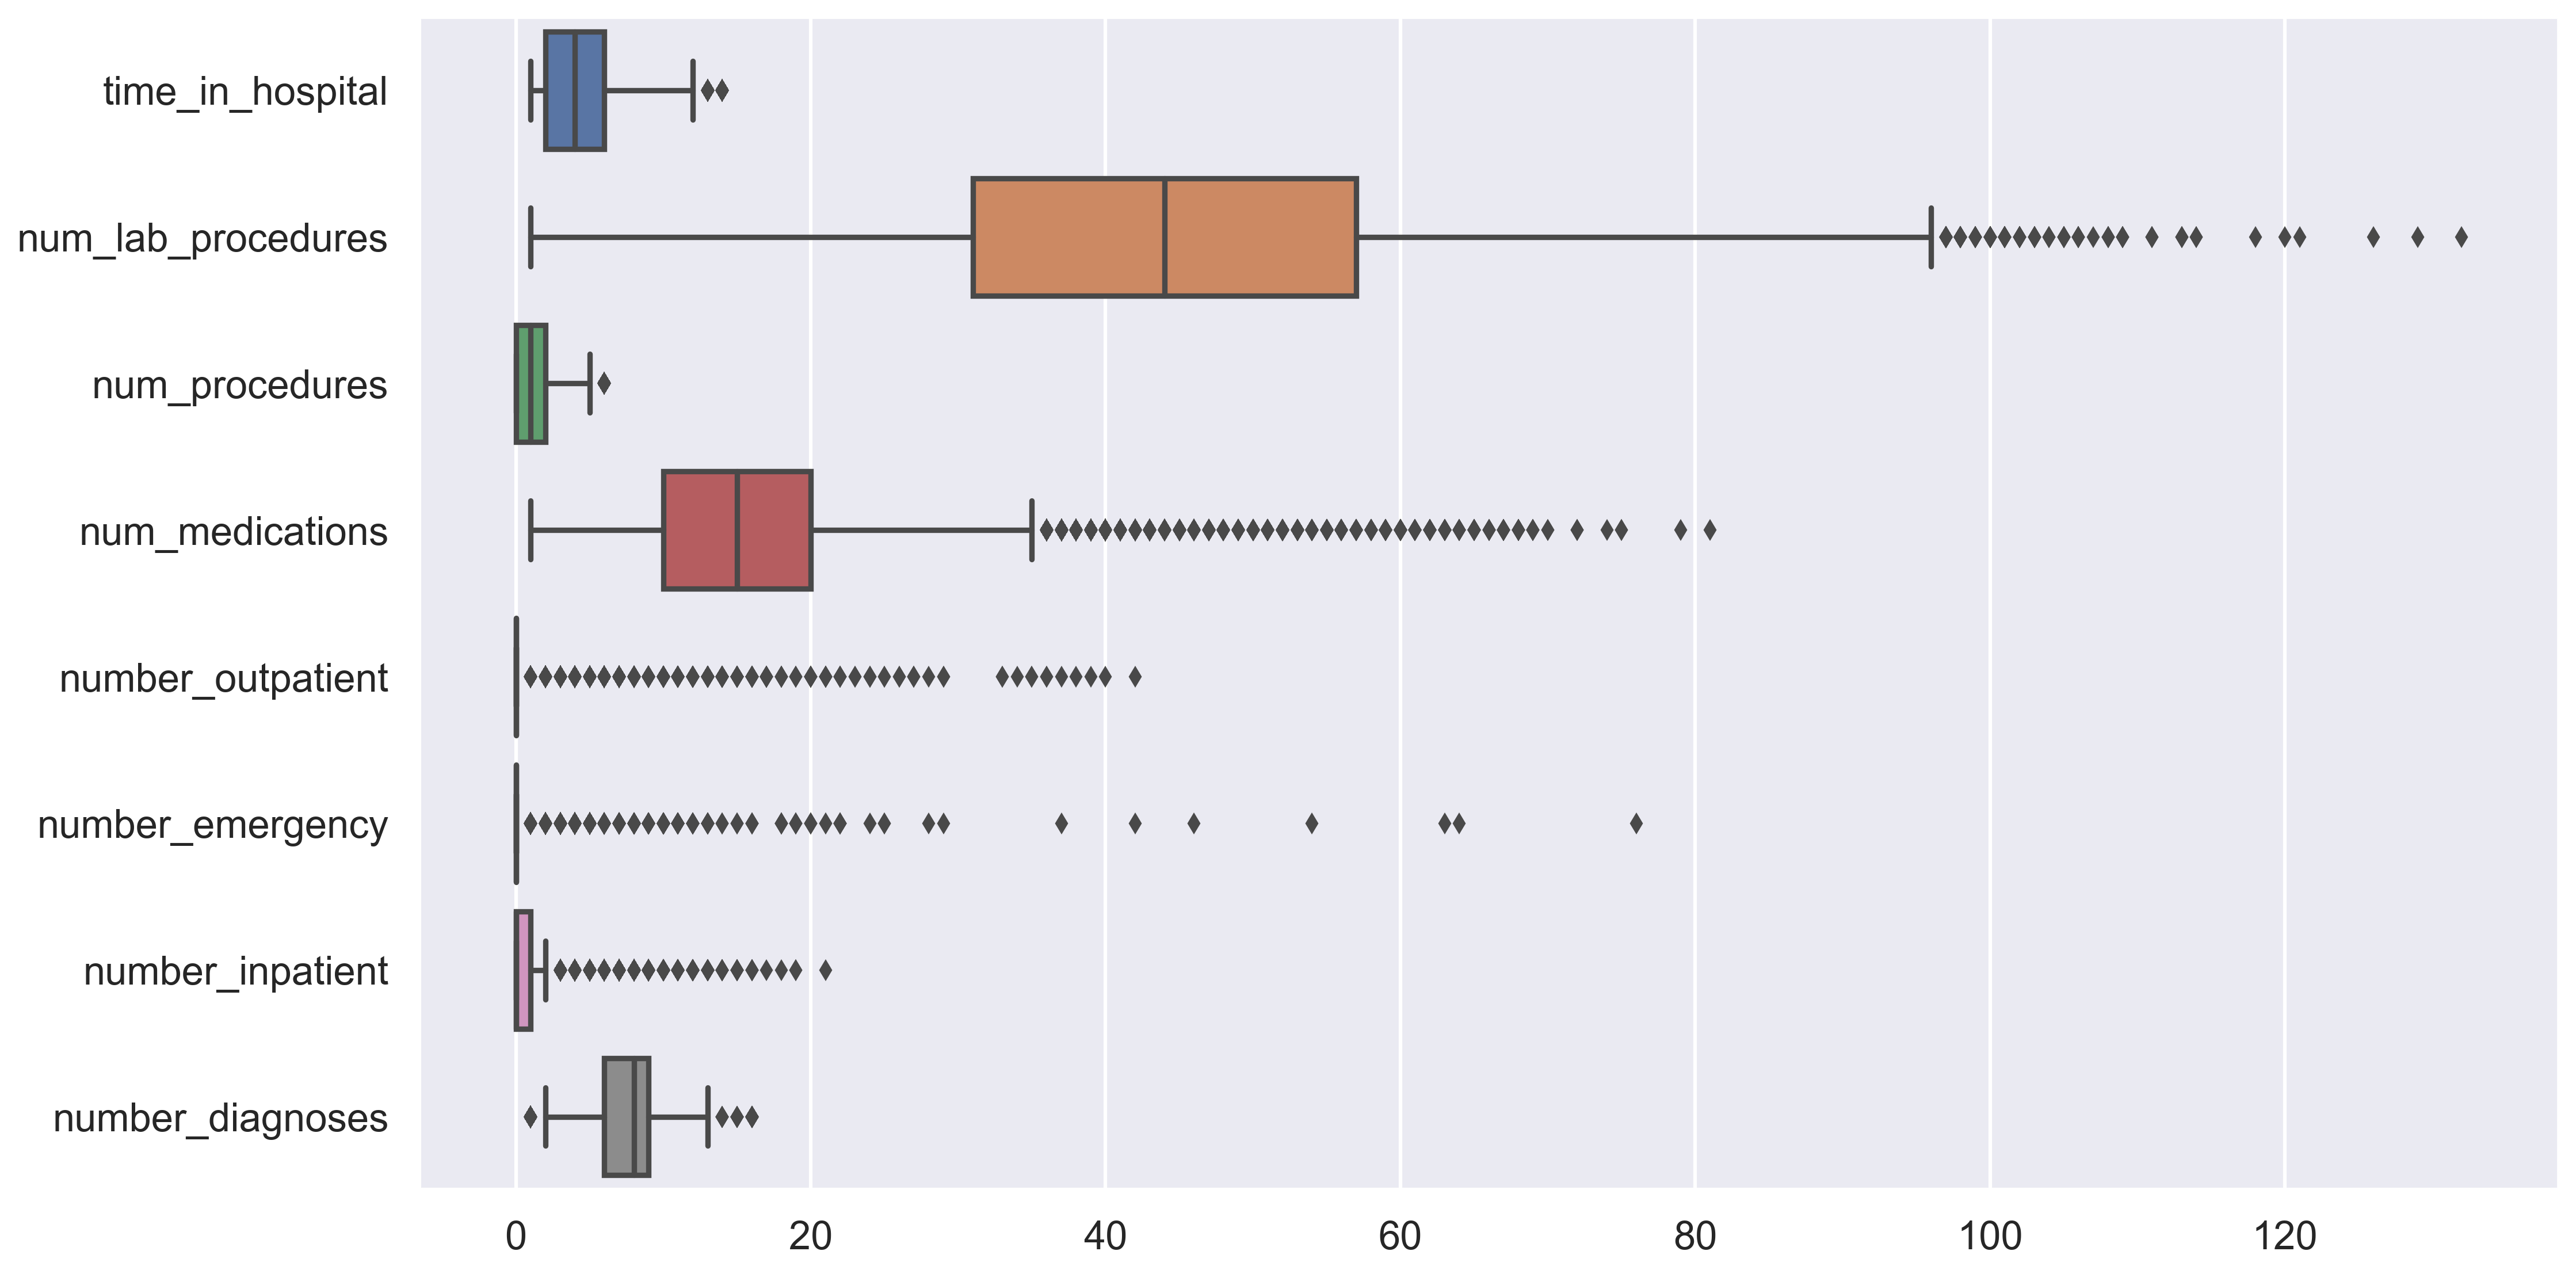 time_in_hospital
num_lab_procedures
num_procedures
num_medications
number_outpatient
number_emergency
number_inpatient
number_diagnoses
0 20 40 60 80 100 120